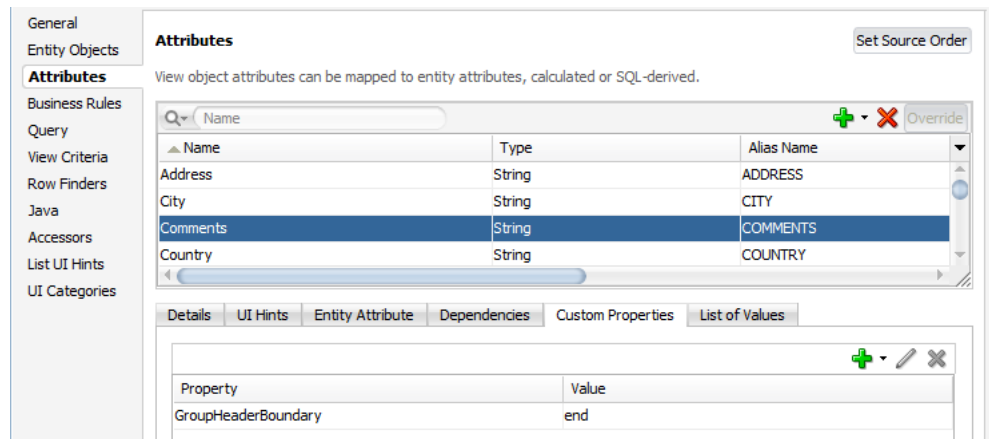 General
Entity Objects
Attributes
Business Rules
Query
View Criteria
Row Finders
Java
Accessors
List UI Hints
UI Categories
Attributes
Set Source Order
View object attributes can be mapped to entity attributes, calculated or SQL-derived.
Name
Override
Name Type Alias Name
Address String ADDRESS
City String CITY
Comments String COMMENTS
Country String COUNTRY
Details UI Hints Entity Attribute Dependencies Custom Properties List of Values
Property Value
GroupHeaderBoundary end